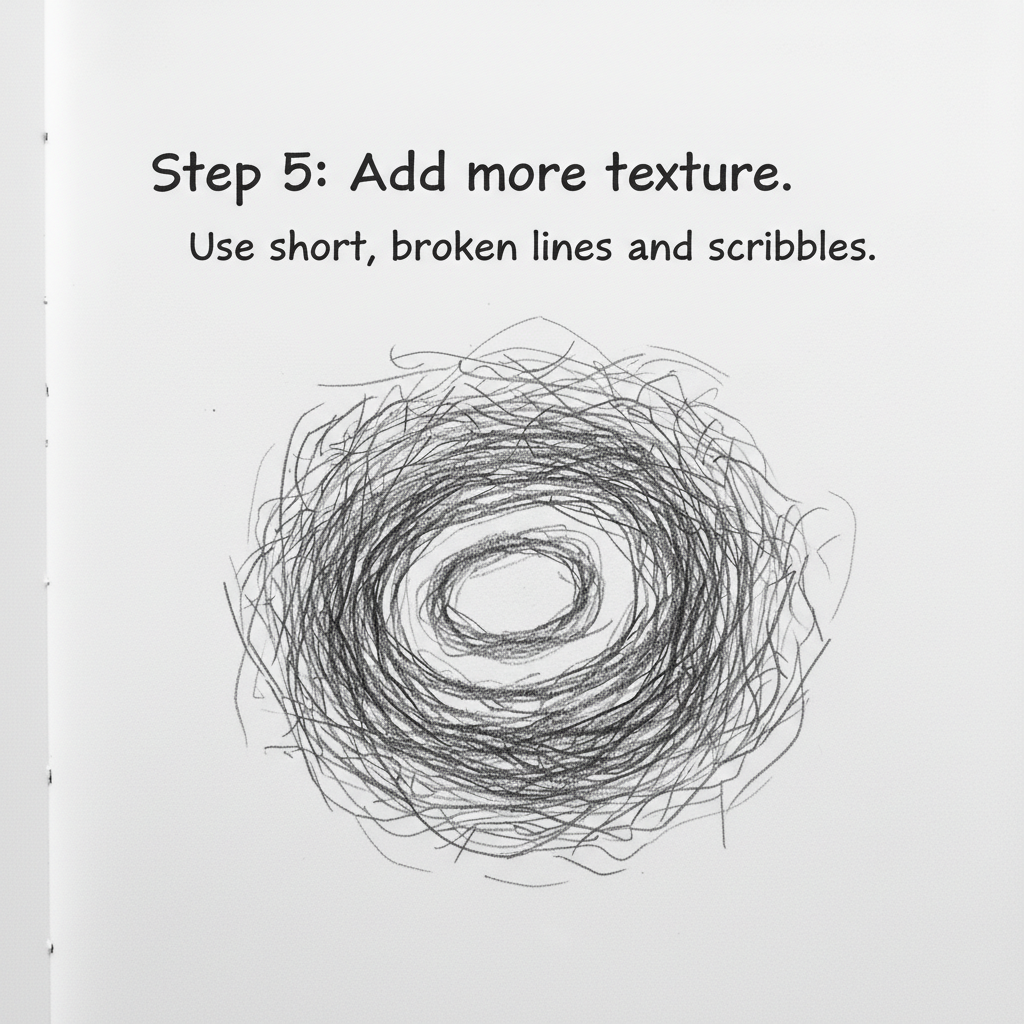 Step 5: Add more texture.
Use short, broken lines and scribbles.